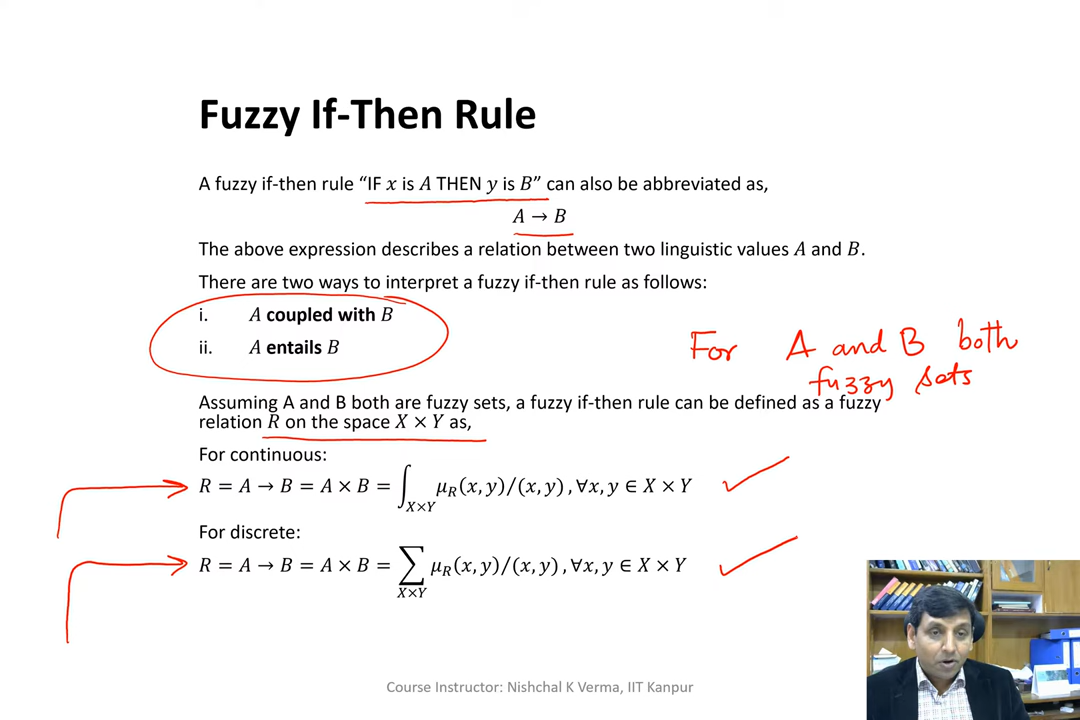 Fuzzy If-Then Rule
A fuzzy if-then rule “IF x is A THEN y is B” can also be abbreviated as,
A → B
The above expression describes a relation between two linguistic values A and B.
There are two ways to interpret a fuzzy if-then rule as follows:
i. A coupled with B
ii. A entails B
For A and B both
fuzzy sets
Assuming A and B both are fuzzy sets, a fuzzy if-then rule can be defined as a fuzzy
relation R on the space X × Y as,
For continuous:
R = A → B = A × B = ∫_{X×Y} μ_R(x, y)/(x, y), ∀x, y ∈ X × Y
For discrete:
R = A → B = A × B = ∑_{X×Y} μ_R(x, y)/(x, y), ∀x, y ∈ X × Y
Course Instructor: Nishchal K Verma, IIT Kanpur